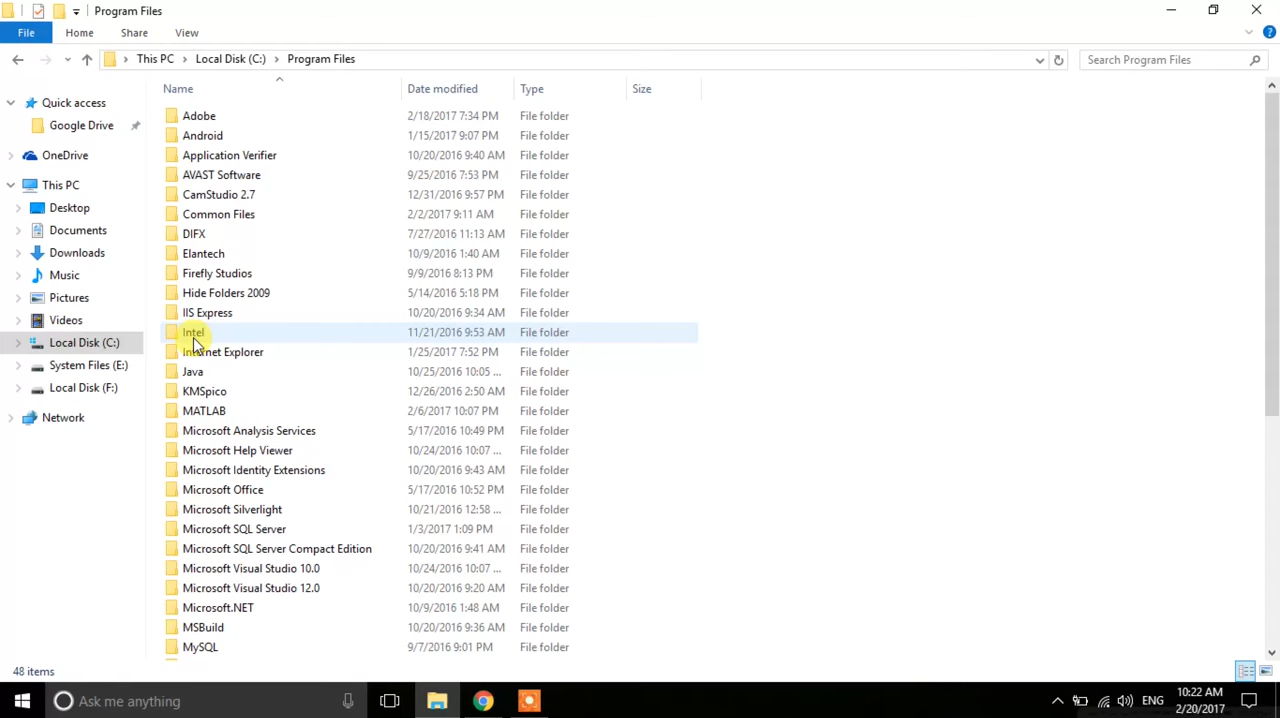 Program Files
File Home Share View
This PC Local Disk (C:) Program Files Search Program Files
Name Date modified Type Size
Quick access
Google Drive
OneDrive
This PC
Desktop
Documents
Downloads
Music
Pictures
Videos
Local Disk (C:)
System Files (E:)
Local Disk (F:)
Network
Adobe 2/18/2017 7:34 PM File folder
Android 1/15/2017 9:07 PM File folder
Application Verifier 10/20/2016 9:40 AM File folder
AVAST Software 9/25/2016 7:53 PM File folder
CamStudio 2.7 12/31/2016 9:57 PM File folder
Common Files 2/2/2017 9:11 AM File folder
DIFX 7/27/2016 11:13 AM File folder
Elantech 10/9/2016 1:40 AM File folder
Firefly Studios 9/9/2016 8:13 PM File folder
Hide Folders 2009 5/14/2016 5:18 PM File folder
IIS Express 10/20/2016 9:34 AM File folder
Intel 11/21/2016 9:53 AM File folder
Internet Explorer 1/25/2017 7:52 PM File folder
Java 10/25/2016 10:05 ... File folder
KMSpico 12/26/2016 2:50 AM File folder
MATLAB 2/6/2017 10:07 PM File folder
Microsoft Analysis Services 5/17/2016 10:49 PM File folder
Microsoft Help Viewer 10/24/2016 10:07 ... File folder
Microsoft Identity Extensions 10/20/2016 9:43 AM File folder
Microsoft Office 5/17/2016 10:52 PM File folder
Microsoft Silverlight 10/21/2016 12:58 ... File folder
Microsoft SQL Server 1/3/2017 1:09 PM File folder
Microsoft SQL Server Compact Edition 10/20/2016 9:41 AM File folder
Microsoft Visual Studio 10.0 10/24/2016 10:07 ... File folder
Microsoft Visual Studio 12.0 10/20/2016 9:20 AM File folder
Microsoft.NET 10/9/2016 1:48 AM File folder
MSBuild 10/20/2016 9:36 AM File folder
MySQL 9/7/2016 9:01 PM File folder
48 items
Ask me anything
ENG
10:22 AM
2/20/2017